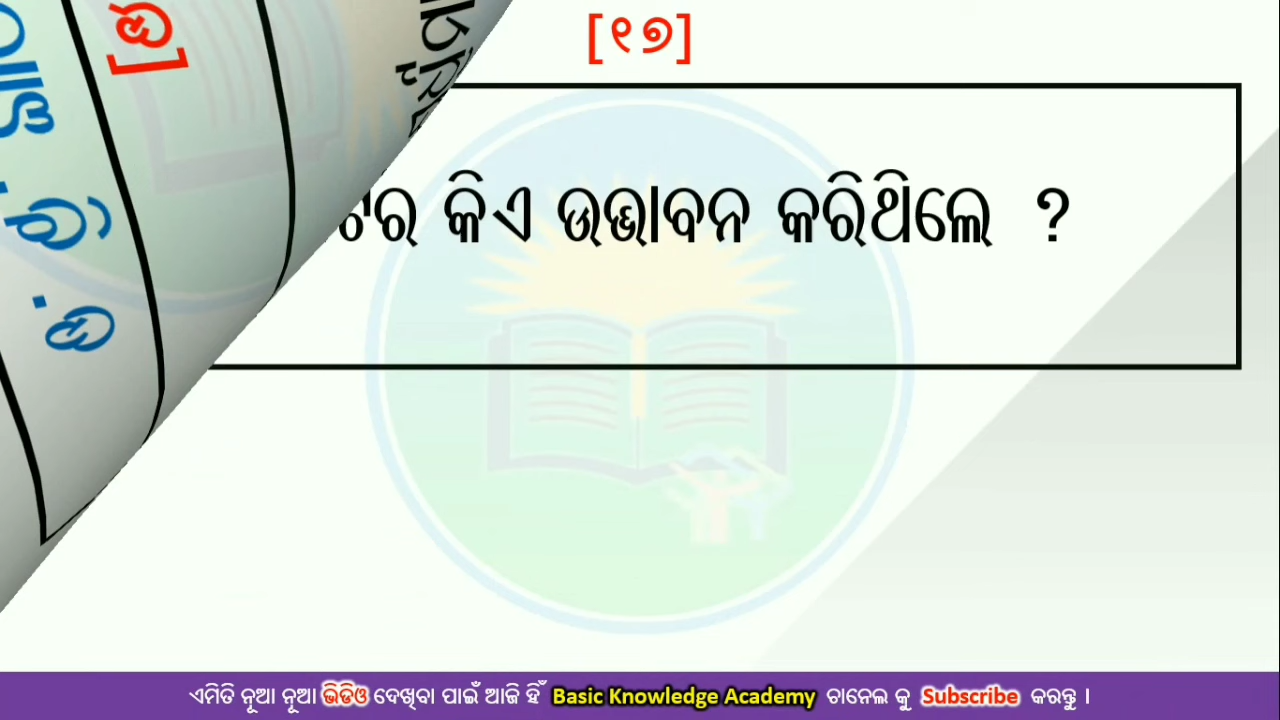 [୧୭]
କିଏ ଉଦ୍ଭାବନ କରିଥିଲେ ?
ଏମିତି ନୂଆ ନୂଆ ଭିଡିଓ ଦେଖିବା ପାଇଁ ଆଜି ହିଁ Basic Knowledge Academy ଚାନେଲ କୁ Subscribe କରନ୍ତୁ ।